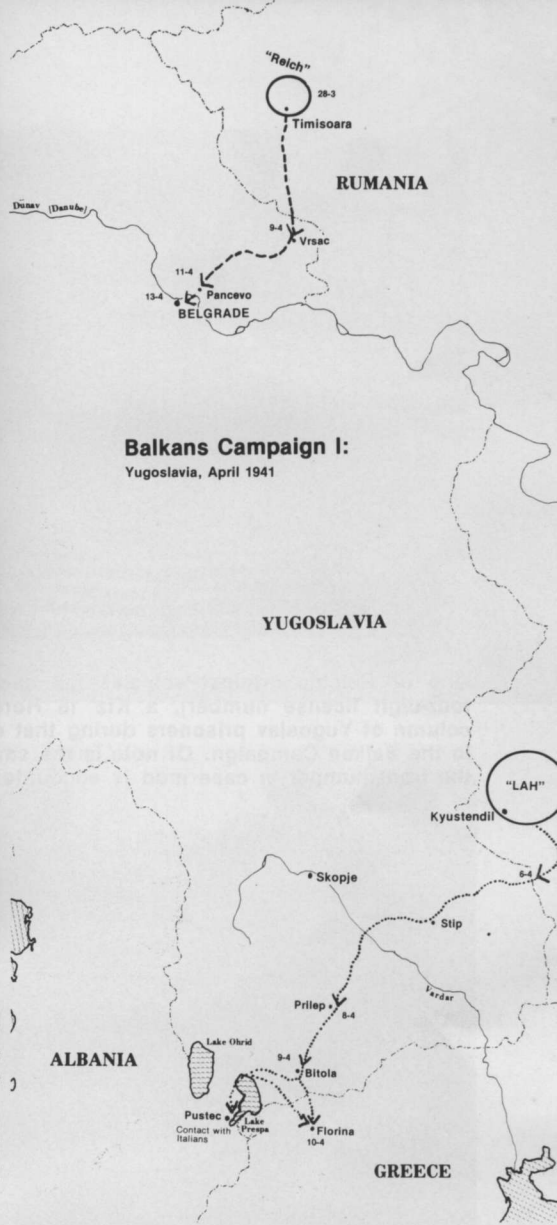 "Reich"
28-3
Timisoara
RUMANIA
Dunav (Danube)
9-4
Vrsac
11-4
Pancevo
13-4
BELGRADE
Balkans Campaign I:
Yugoslavia, April 1941
YUGOSLAVIA
"LAH"
Kyustendil
6-4
Skopje
Stip
Vardar
Prilep
8-4
Lake Ohrid
ALBANIA
9-4
Bitola
Pustec
Contact with
Italians
Lake
Prespa
Florina
10-4
GREECE